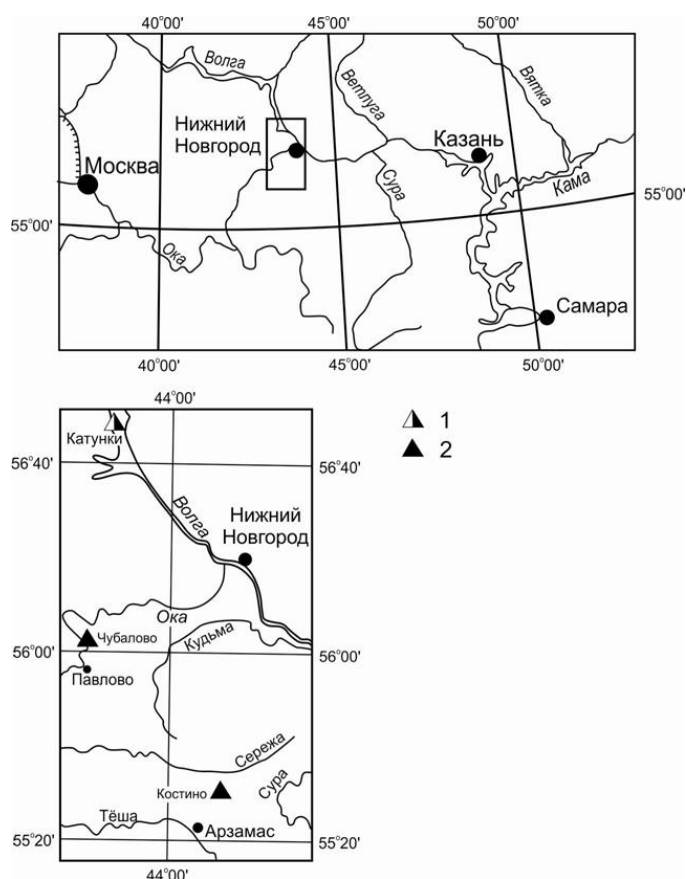 40°00'
45°00'
50°00'
Волга
Ветлуга
Вятка
Нижний
Новгород
Казань
Москва
Сура
Кама
55°00'
55°00'
Ока
Самара
40°00'
45°00'
50°00'
44°00'
1
2
Катунки
56°40'
56°40'
Волга
Нижний
Новгород
Ока
Кудьма
Чубалово
56°00'
56°00'
Павлово
Сережа
Костино
Сура
Тёша
Арзамас
55°20'
55°20'
44°00'